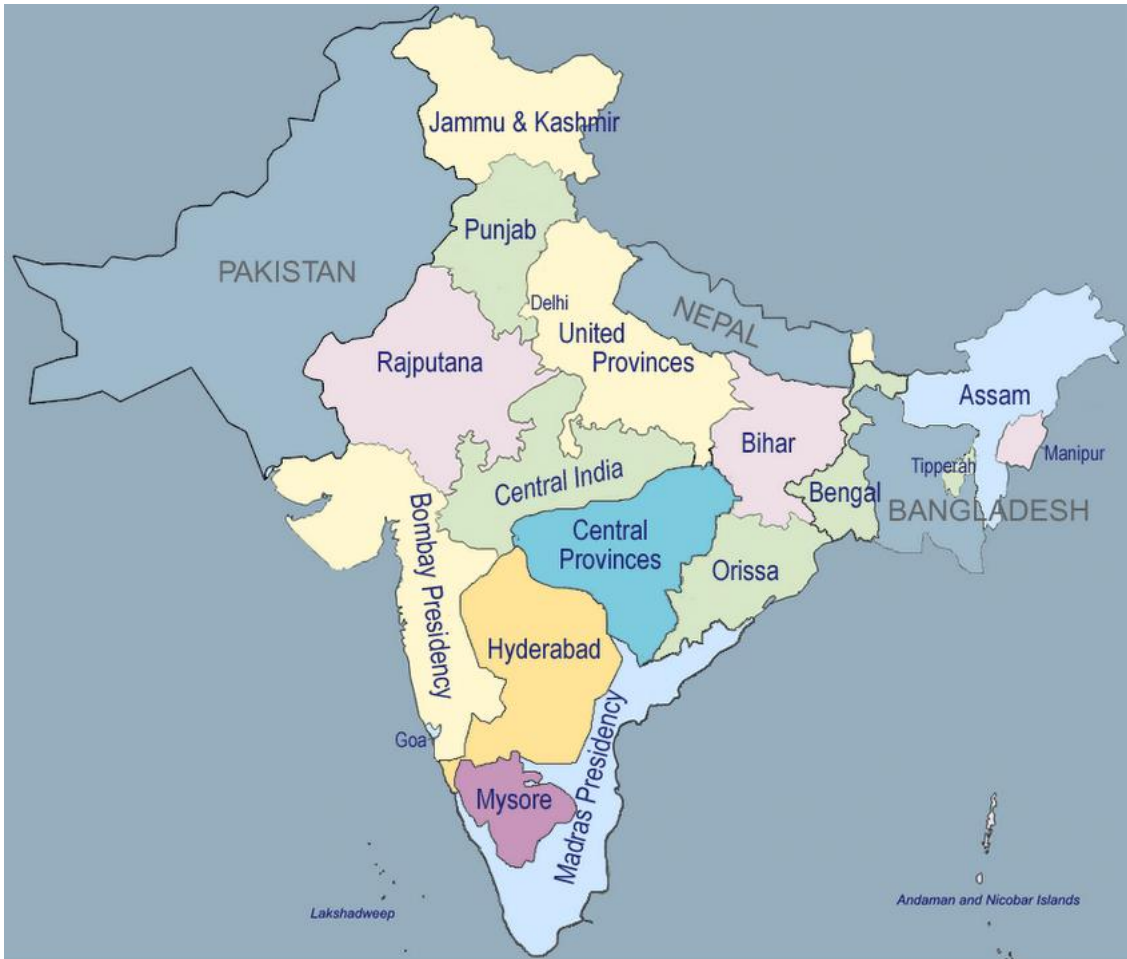 Jammu & Kashmir
Punjab
PAKISTAN
Delhi
NEPAL
United
Provinces
Rajputana
Assam
Bihar
Manipur
Tipperah
Central India
Bengal
BANGLADESH
Bombay Presidency
Central
Provinces
Orissa
Hyderabad
Goa
Madras Presidency
Mysore
Andaman and Nicobar Islands
Lakshadweep